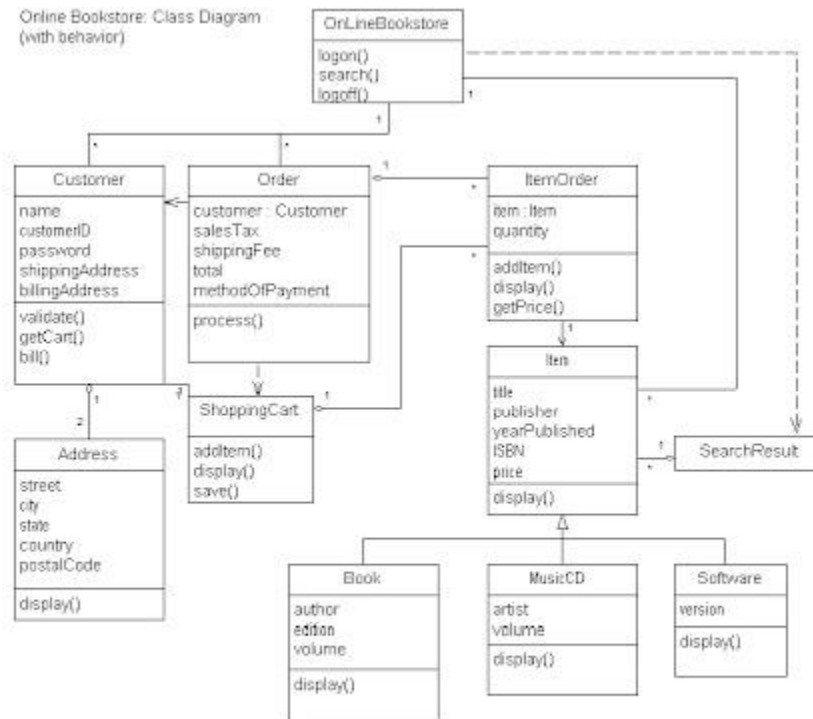 Online Bookstore: Class Diagram
(with behavior)
OnLineBookstore
logon()
search()
logoff()
1
1
*
*
Customer
name
customerID
password
shippingAddress
billingAddress
validate()
getCart()
bill()
Order
customer : Customer
salesTax
shippingFee
total
methodOfPayment
process()
1
*
ItemOrder
item : Item
quantity
*
addItem()
display()
getPrice()
1
Item
title
publisher
yearPublished
ISBN
price
display()
*
1
*
SearchResult
1
2
1
ShoppingCart
addItem()
display()
save()
Address
street
city
state
country
postalCode
display()
Book
author
edition
volume
display()
MusicCD
artist
volume
display()
Software
version
display()